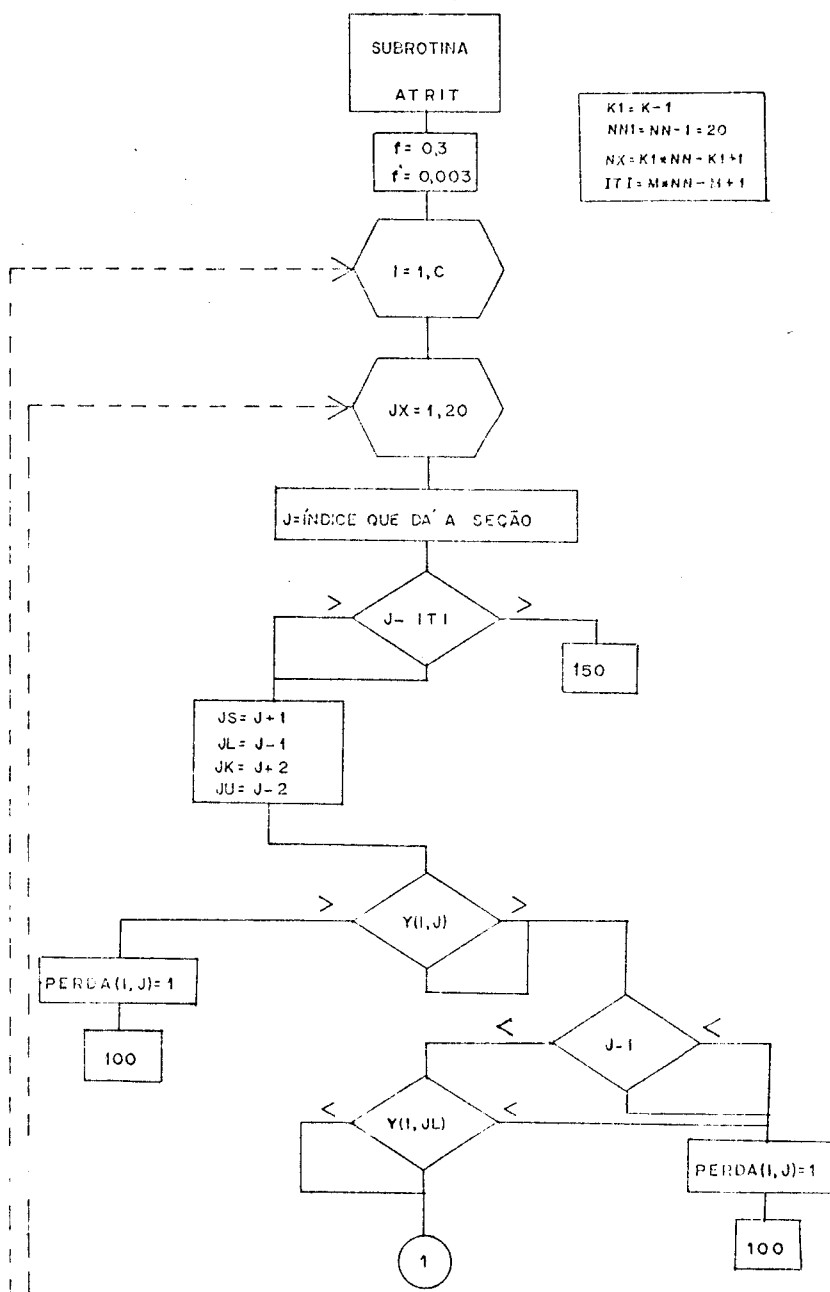 SUBROTINA
ATRIT
K1= K-1
NN1= NN-1=20
NX= K1*NN-K1+1
ITI= M*NN-M+1
f= 0,3
f'= 0,003
I= 1, C
JX= 1, 20
J=ÍNDICE QUE DÁ A SEÇÃO
>
J- ITI
>
150
JS= J+1
JL= J-1
JK= J+2
JU= J-2
>
Y(I,J)
>
PERDA(I,J)=1
100
<
J-1
<
<
Y(I,JL)
<
PERDA(I,J)=1
100
1